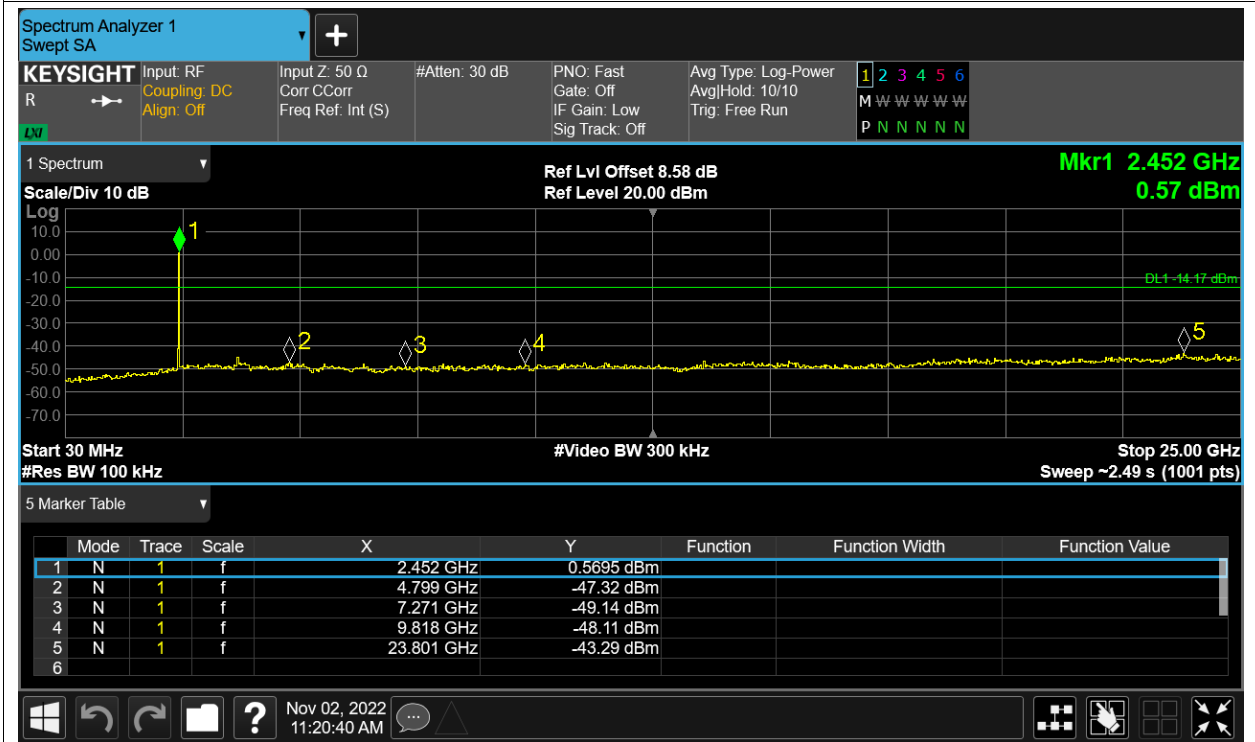 Spectrum Analyzer 1
Swept SA
+
KEYSIGHT Input: RF Input Z: 50 Ω #Atten: 30 dB PNO: Fast Avg Type: Log-Power 1 2 3 4 5 6
R Coupling: DC Corr CCorr Gate: Off Avg|Hold: 10/10 M W W W W W W
Align: Off Freq Ref: Int (S) IF Gain: Low Trig: Free Run
LXI Sig Track: Off P N N N N N N
1 Spectrum Ref Lvl Offset 8.58 dB Mkr1 2.452 GHz
Scale/Div 10 dB Ref Level 20.00 dBm 0.57 dBm
Log
10.0 1
0.00
-10.0 DL1 -14.17 dBm
-20.0
-30.0
-40.0 2 3 4 5
-50.0
-60.0
-70.0
Start 30 MHz #Video BW 300 kHz Stop 25.00 GHz
#Res BW 100 kHz Sweep ~2.49 s (1001 pts)
5 Marker Table
Mode Trace Scale X Y Function Function Width Function Value
1 N 1 f 2.452 GHz 0.5695 dBm
2 N 1 f 4.799 GHz -47.32 dBm
3 N 1 f 7.271 GHz -49.14 dBm
4 N 1 f 9.818 GHz -48.11 dBm
5 N 1 f 23.801 GHz -43.29 dBm
6
? Nov 02, 2022
11:20:40 AM